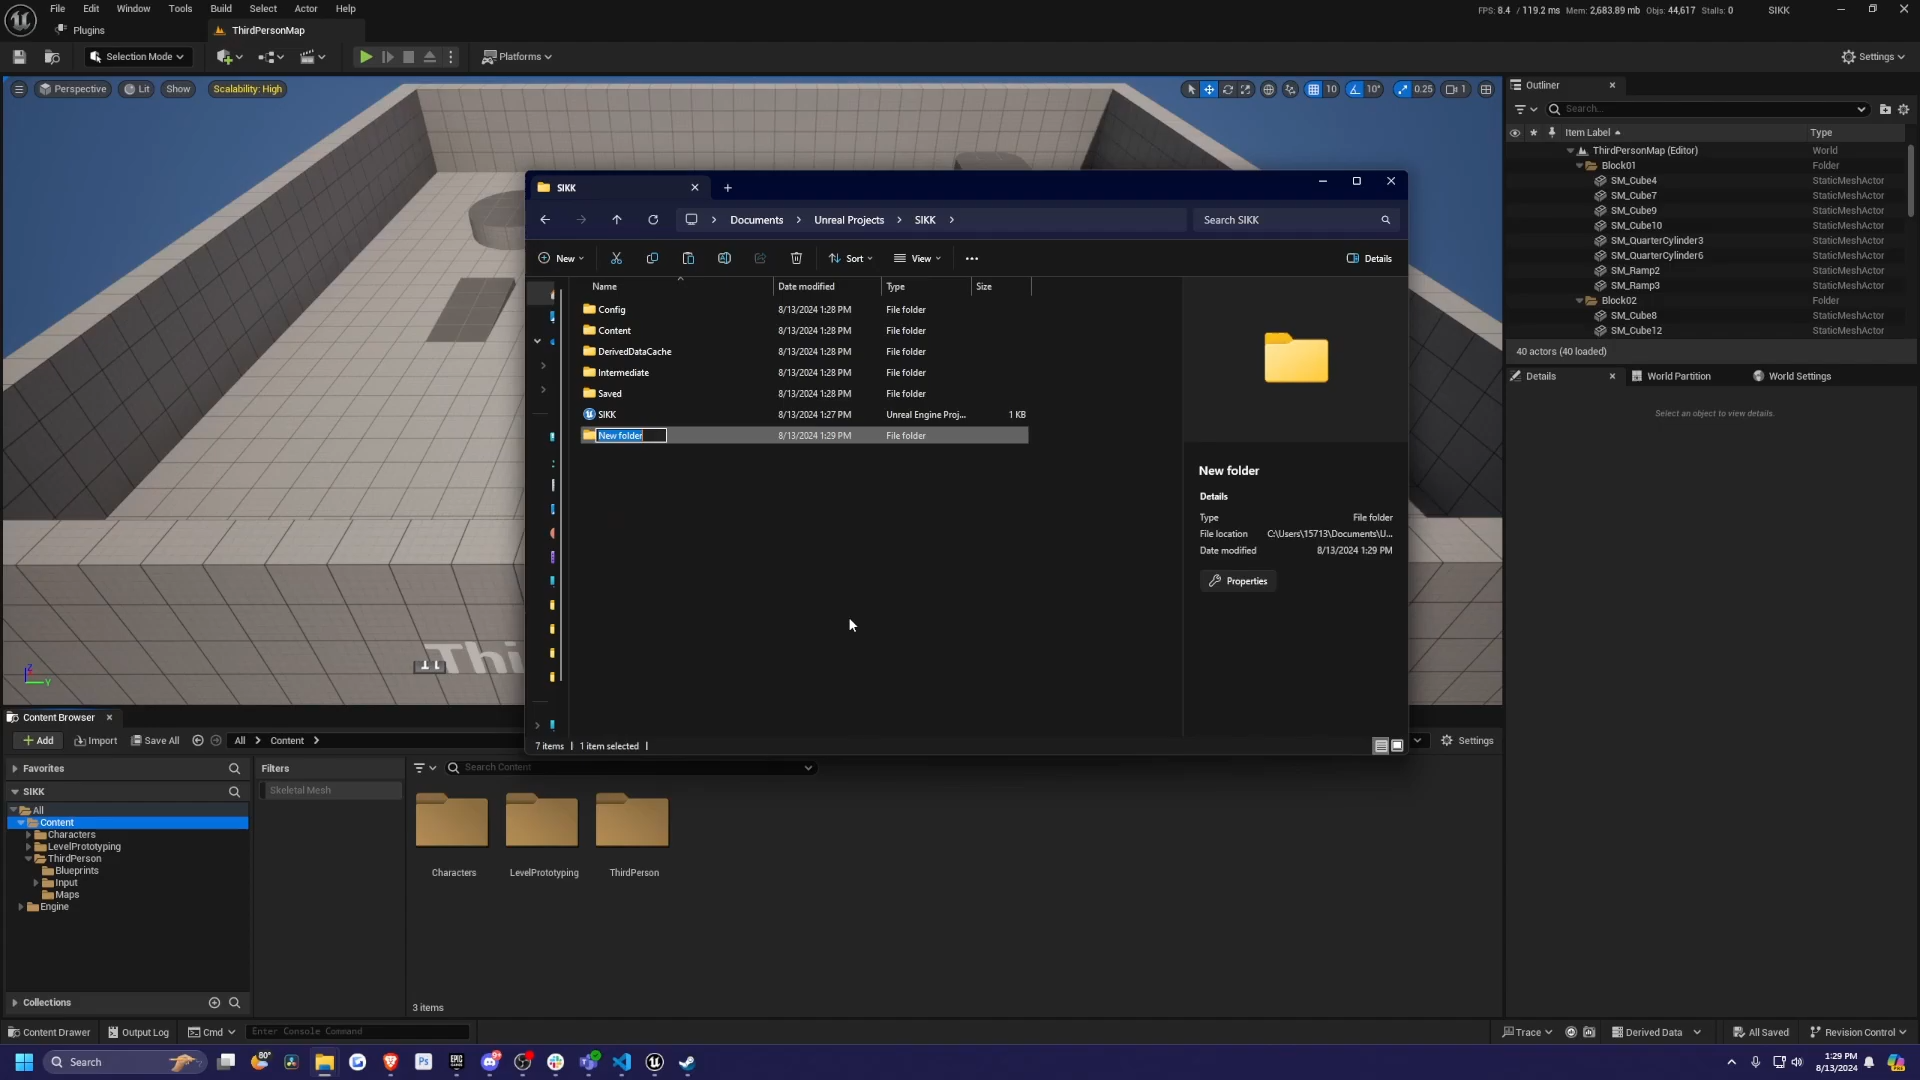 File Edit Window Tools Build Select Actor Help
FPS: 8.4 / 119.2 ms Mem: 2,683.89 mb Objs: 44,617 Stalls: 0 SIKK
Plugins ThirdPersonMap
Selection Mode Platforms Settings
Perspective Lit Show Scalability: High 10 10° 0.25 1
Outliner
Search...
Item Label Type
ThirdPersonMap (Editor) World
Block01 Folder
SM_Cube4 StaticMeshActor
SM_Cube7 StaticMeshActor
SM_Cube9 StaticMeshActor
SM_Cube10 StaticMeshActor
SM_QuarterCylinder3 StaticMeshActor
SM_QuarterCylinder6 StaticMeshActor
SM_Ramp2 StaticMeshActor
SM_Ramp3 StaticMeshActor
Block02 Folder
SM_Cube8 StaticMeshActor
SM_Cube12 StaticMeshActor
40 actors (40 loaded)
Details World Partition World Settings
Select an object to view details.
SIKK
Documents > Unreal Projects > SIKK >
Search SIKK
New Sort View Details
Name Date modified Type Size
Config 8/13/2024 1:28 PM File folder
Content 8/13/2024 1:28 PM File folder
DerivedDataCache 8/13/2024 1:28 PM File folder
Intermediate 8/13/2024 1:28 PM File folder
Saved 8/13/2024 1:28 PM File folder
SIKK 8/13/2024 1:27 PM Unreal Engine Proj... 1 KB
New folder 8/13/2024 1:29 PM File folder
New folder
Details
Type File folder
File location C:\Users\15713\Documents\U...
Date modified 8/13/2024 1:29 PM
Properties
7 items 1 item selected
Thi
Z
Y
Content Browser
Add Import Save All All > Content > Settings
Favorites
SIKK
All
Content
Characters
LevelPrototyping
ThirdPerson
Blueprints
Input
Maps
Engine
Collections
Filters
Skeletal Mesh
Search Content
Characters LevelPrototyping ThirdPerson
3 items
Content Drawer Output Log Cmd Enter Console Command Trace Derived Data All Saved Revision Control
Search 80° Ps EPIC GAMES 9+
1:29 PM
8/13/2024